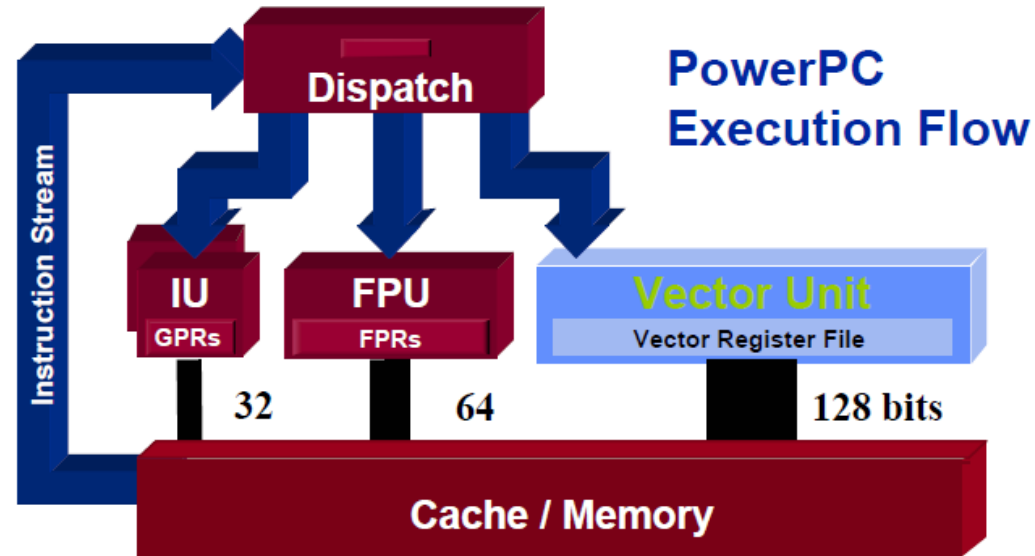 PowerPC
Execution Flow
Dispatch
Instruction Stream
IU
GPRs
FPU
FPRs
Vector Unit
Vector Register File
32
64
128 bits
Cache / Memory